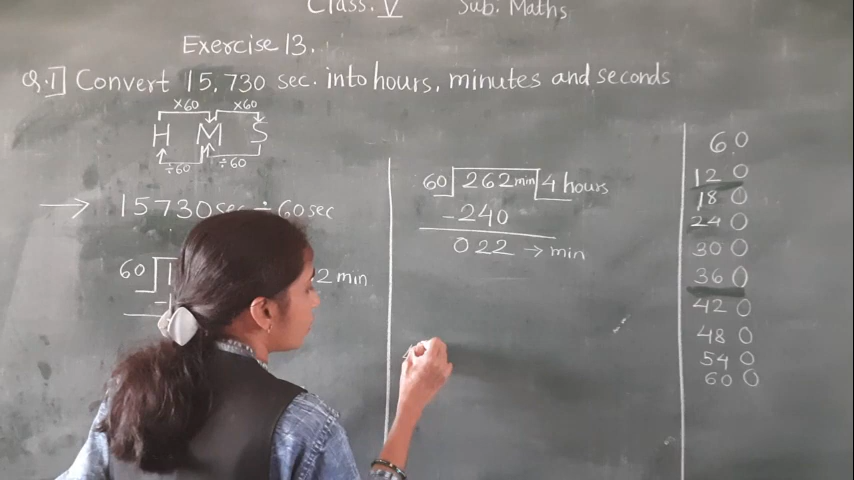 Class. V Sub: Maths
Exercise 13.
Q.1] Convert 15,730 sec. into hours, minutes and seconds
×60 ×60
H M S
÷60 ÷60
→ 15730 sec ÷ 60 sec
60 1 2 min
-
60 262 min 4 hours
-240
022 → min
60
120
180
240
300
360
420
480
540
600